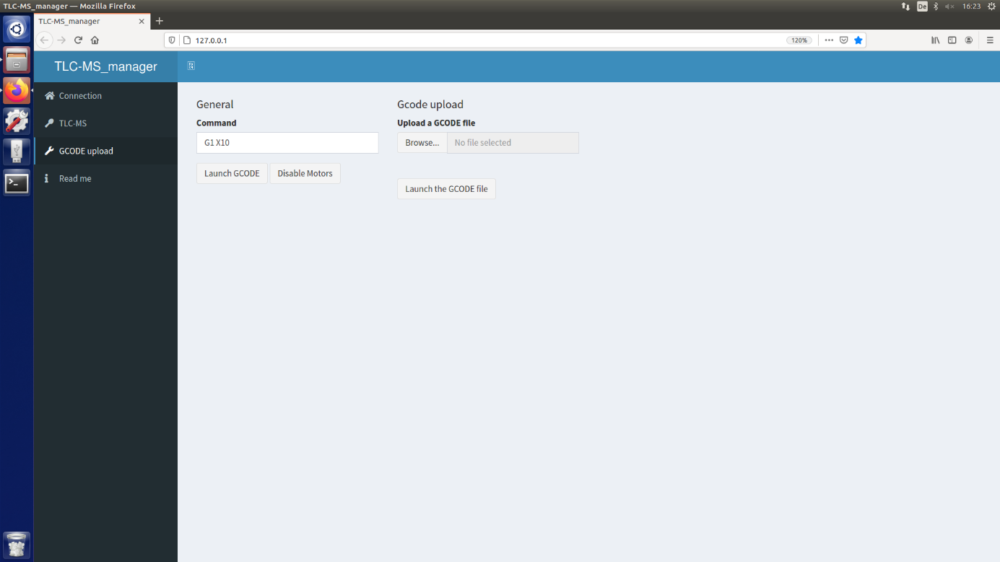 TLC-MS_manager — Mozilla Firefox
De
16:23
TLC-MS_manager
127.0.0.1
120%
TLC-MS_manager
Connection
TLC-MS
GCODE upload
Read me
General
Command
G1 X10
Launch GCODE
Disable Motors
Gcode upload
Upload a GCODE file
Browse...
No file selected
Launch the GCODE file